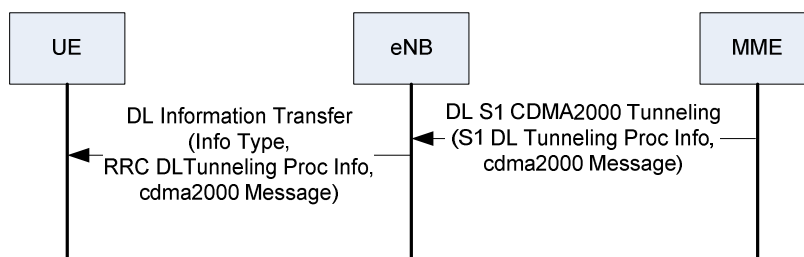 UE
eNB
MME
DL Information Transfer
(Info Type,
RRC DLTunneling Proc Info,
cdma2000 Message)
DL S1 CDMA2000 Tunneling
(S1 DL Tunneling Proc Info,
cdma2000 Message)